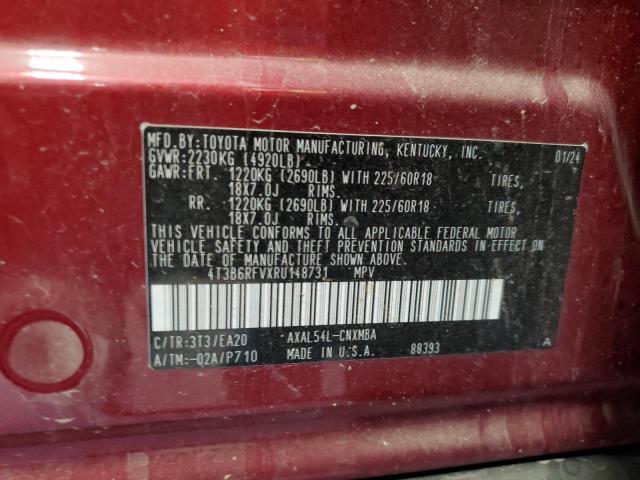 MFD.BY:TOYOTA MOTOR MANUFACTURING, KENTUCKY, INC. 01/24
GVWR:2230KG (4920LB)
GAWR:FRT. 1220KG (2690LB) WITH 225/60R18 TIRES,
18X7.0J RIMS.
RR. 1220KG (2690LB) WITH 225/60R18 TIRES,
18X7.0J RIMS.
THIS VEHICLE CONFORMS TO ALL APPLICABLE FEDERAL MOTOR
VEHICLE SAFETY AND THEFT PREVENTION STANDARDS IN EFFECT ON
THE DATE OF MANUFACTURE SHOWN ABOVE.
4T3B6RFVXRU148731 MPV
C/TR:3T3/EA20 AXAL54L-CNXMBA A
A/TM:-02A/P710 MADE IN U.S.A. 88393